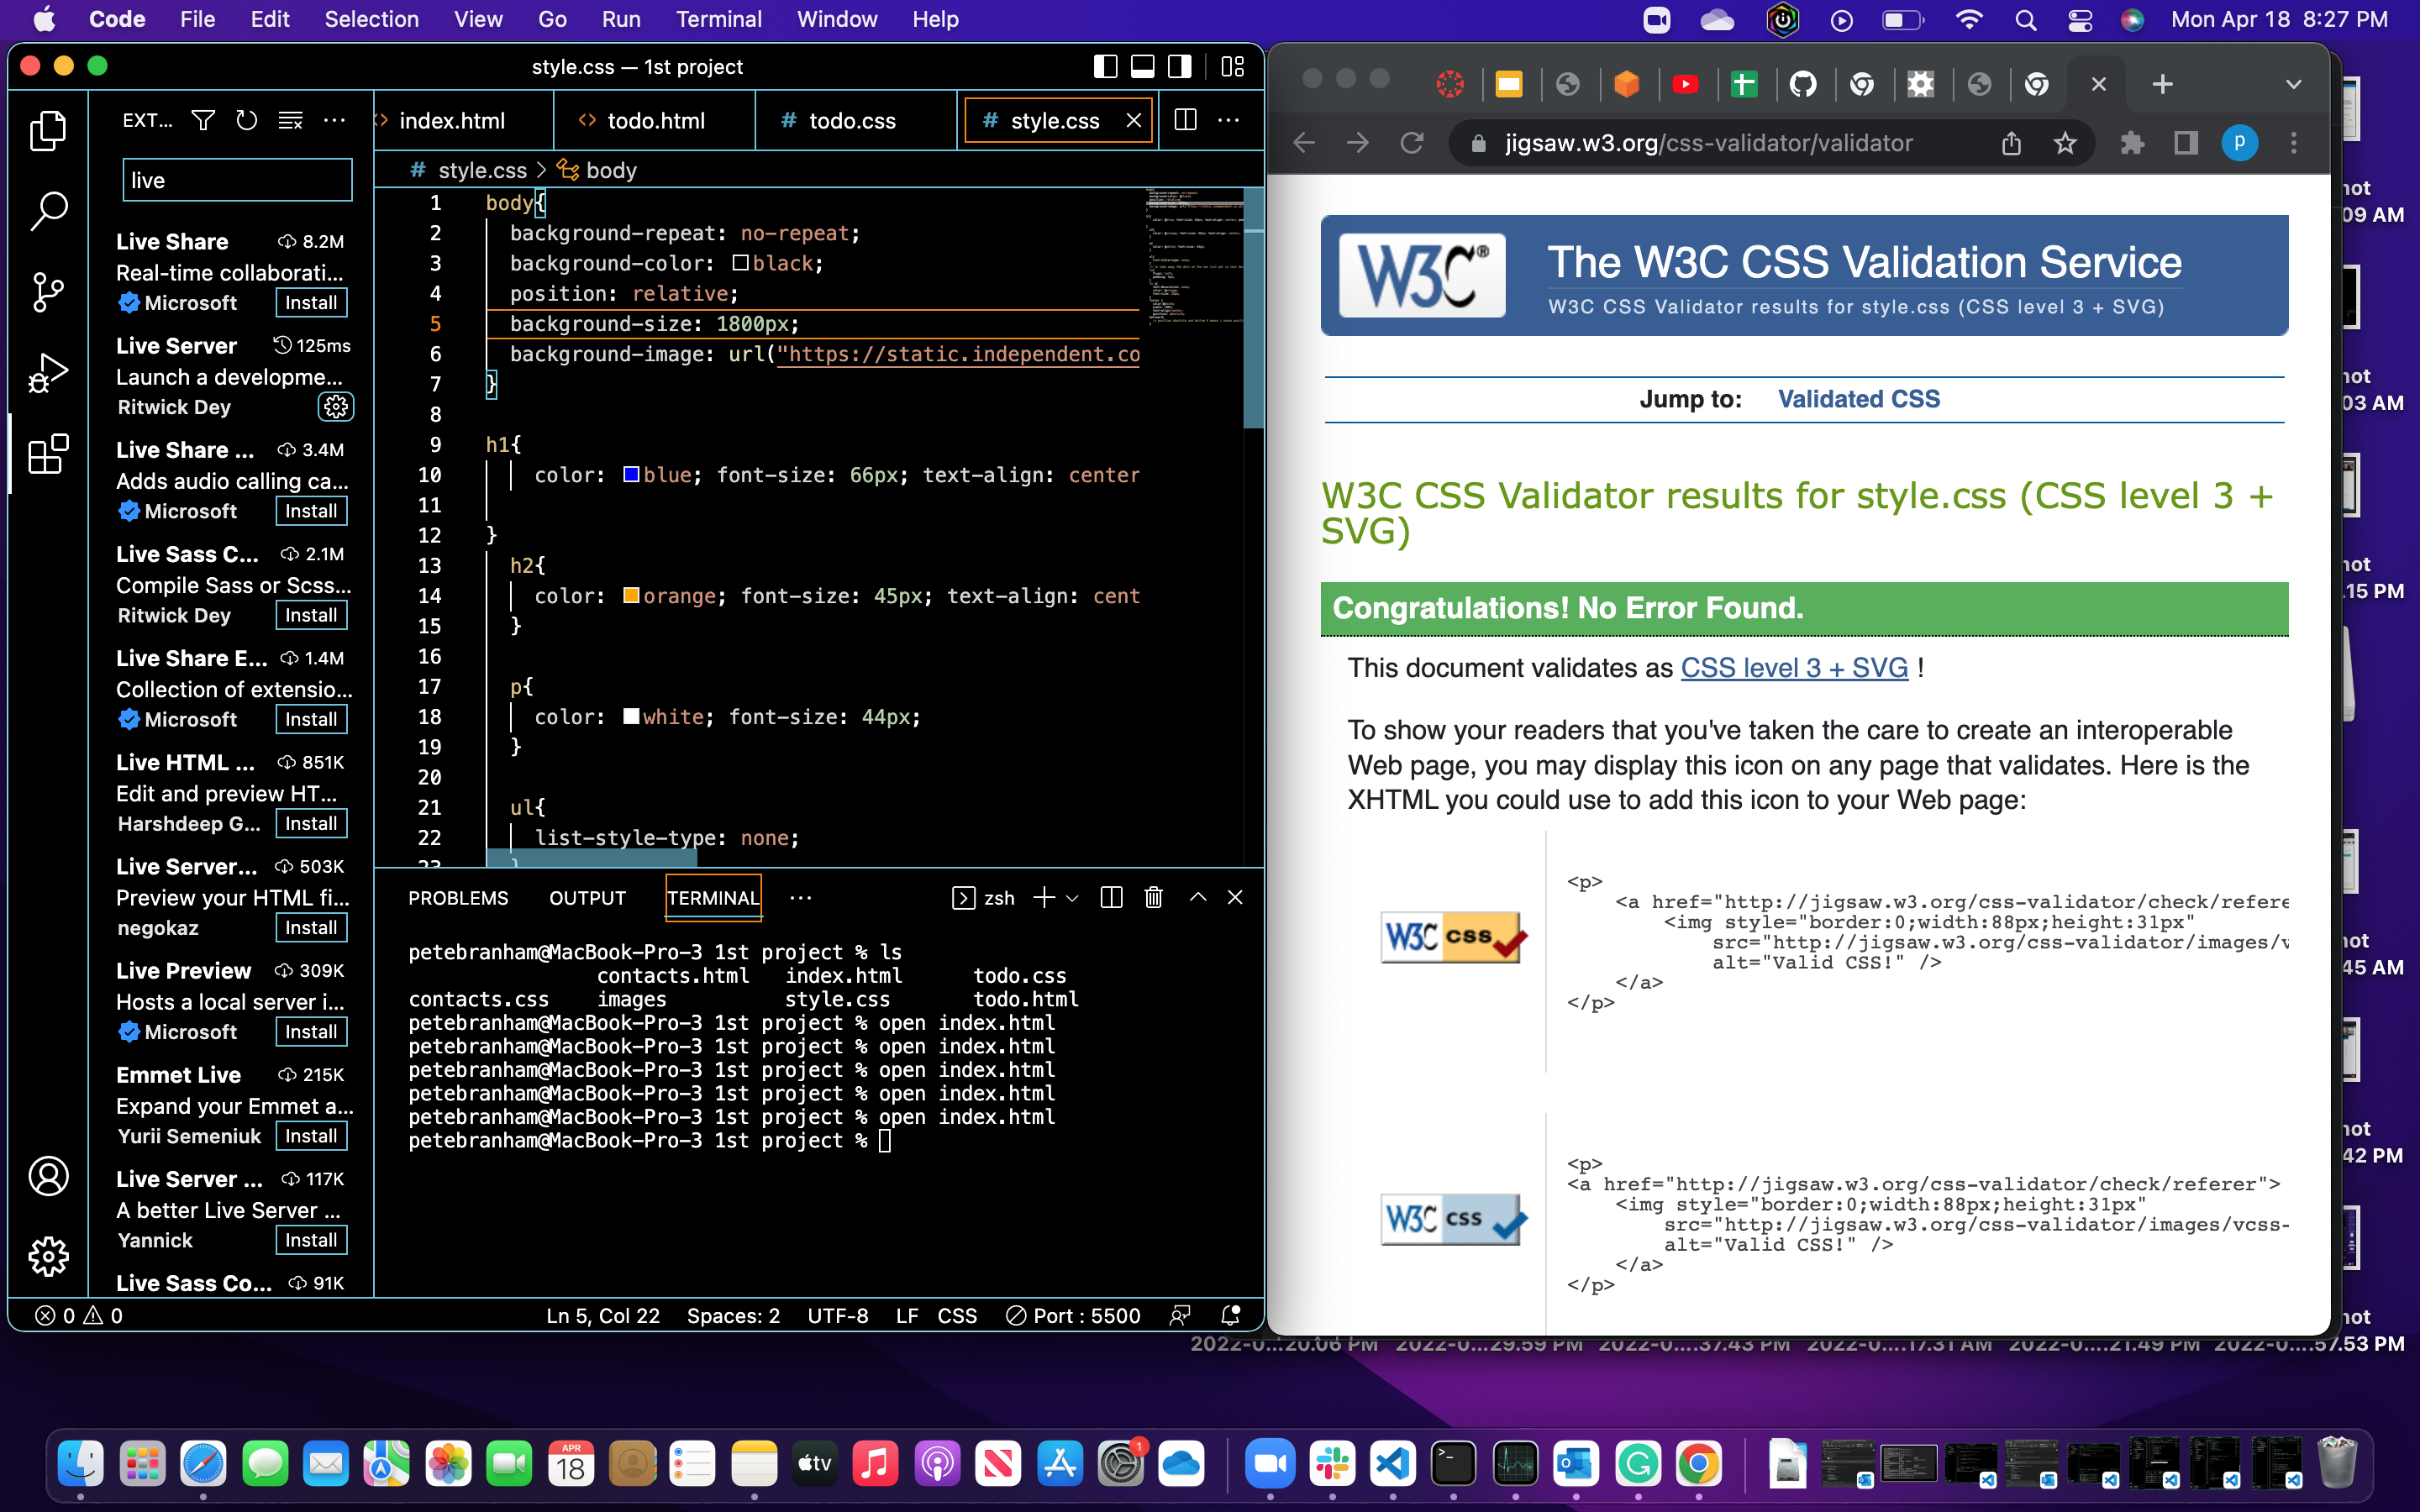 Code File Edit Selection View Go Run Terminal Window Help
Mon Apr 18 8:27 PM
style.css — 1st project
EXT...
live
Live Share 8.2M
Real-time collaborati...
Microsoft Install
Live Server 125ms
Launch a developme...
Ritwick Dey
Live Share ... 3.4M
Adds audio calling ca...
Microsoft Install
Live Sass C... 2.1M
Compile Sass or Scss...
Ritwick Dey Install
Live Share E... 1.4M
Collection of extensio...
Microsoft Install
Live HTML ... 851K
Edit and preview HT...
Harshdeep G... Install
Live Server... 503K
Preview your HTML fi...
negokaz Install
Live Preview 309K
Hosts a local server i...
Microsoft Install
Emmet Live 215K
Expand your Emmet a...
Yurii Semeniuk Install
Live Server ... 117K
A better Live Server ...
Yannick Install
Live Sass Co... 91K
<> index.html <> todo.html # todo.css # style.css
# style.css > body
1 body{
2 background-repeat: no-repeat;
3 background-color: black;
4 position: relative;
5 background-size: 1800px;
6 background-image: url("https://static.independent.co
7 }
8
9 h1{
10 color: blue; font-size: 66px; text-align: center
11
12 }
13 h2{
14 color: orange; font-size: 45px; text-align: cent
15 }
16
17 p{
18 color: white; font-size: 44px;
19 }
20
21 ul{
22 list-style-type: none;
23 }
PROBLEMS OUTPUT TERMINAL ... zsh
petebranham@MacBook-Pro-3 1st project % ls
contacts.html index.html todo.css
contacts.css images style.css todo.html
petebranham@MacBook-Pro-3 1st project % open index.html
petebranham@MacBook-Pro-3 1st project % open index.html
petebranham@MacBook-Pro-3 1st project % open index.html
petebranham@MacBook-Pro-3 1st project % open index.html
petebranham@MacBook-Pro-3 1st project % open index.html
petebranham@MacBook-Pro-3 1st project %
0 0 Ln 5, Col 22 Spaces: 2 UTF-8 LF CSS Port : 5500
jigsaw.w3.org/css-validator/validator
p
W3C®
The W3C CSS Validation Service
W3C CSS Validator results for style.css (CSS level 3 + SVG)
Jump to: Validated CSS
W3C CSS Validator results for style.css (CSS level 3 +
SVG)
Congratulations! No Error Found.
This document validates as CSS level 3 + SVG !
To show your readers that you've taken the care to create an interoperable
Web page, you may display this icon on any page that validates. Here is the
XHTML you could use to add this icon to your Web page:
W3C css
<p>
<a href="http://jigsaw.w3.org/css-validator/check/refere
<img style="border:0;width:88px;height:31px"
src="http://jigsaw.w3.org/css-validator/images/v
alt="Valid CSS!" />
</a>
</p>
W3C css
<p>
<a href="http://jigsaw.w3.org/css-validator/check/referer">
<img style="border:0;width:88px;height:31px"
src="http://jigsaw.w3.org/css-validator/images/vcss-
alt="Valid CSS!" />
</a>
</p>
09 AM
03 AM
.15 PM
45 AM
42 PM
2022-0...20.06 PM 2022-0...29.59 PM 2022-0....37.43 PM 2022-0....17.31 AM 2022-0....21.49 PM 2022-0....57.53 PM
APR
18
tv
1